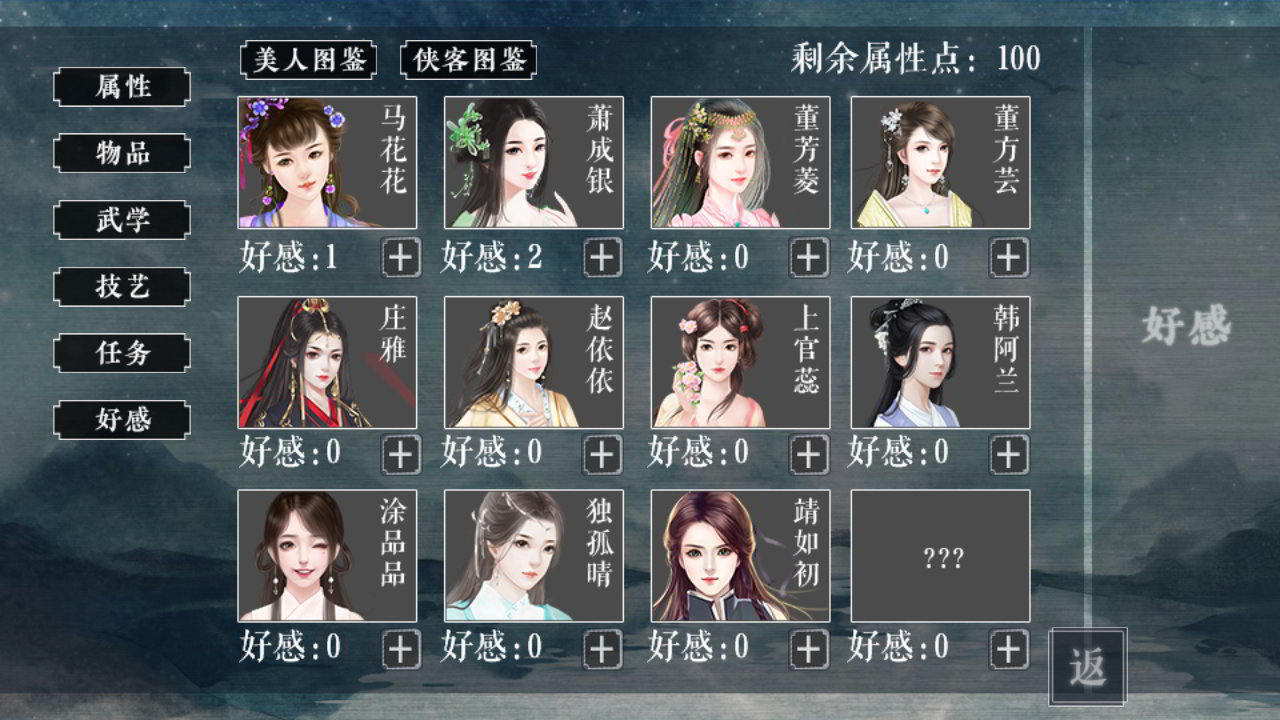 美人图鉴
侠客图鉴
剩余属性点：100
属性
物品
武学
技艺
任务
好感
马花花
萧成银
董芳菱
董方芸
好感:1
好感:2
好感:0
好感:0
庄雅
赵依依
上官蕊
韩阿兰
好感:0
好感:0
好感:0
好感:0
涂品品
独孤晴
靖如初
???
好感:0
好感:0
好感:0
好感:0
好感
返